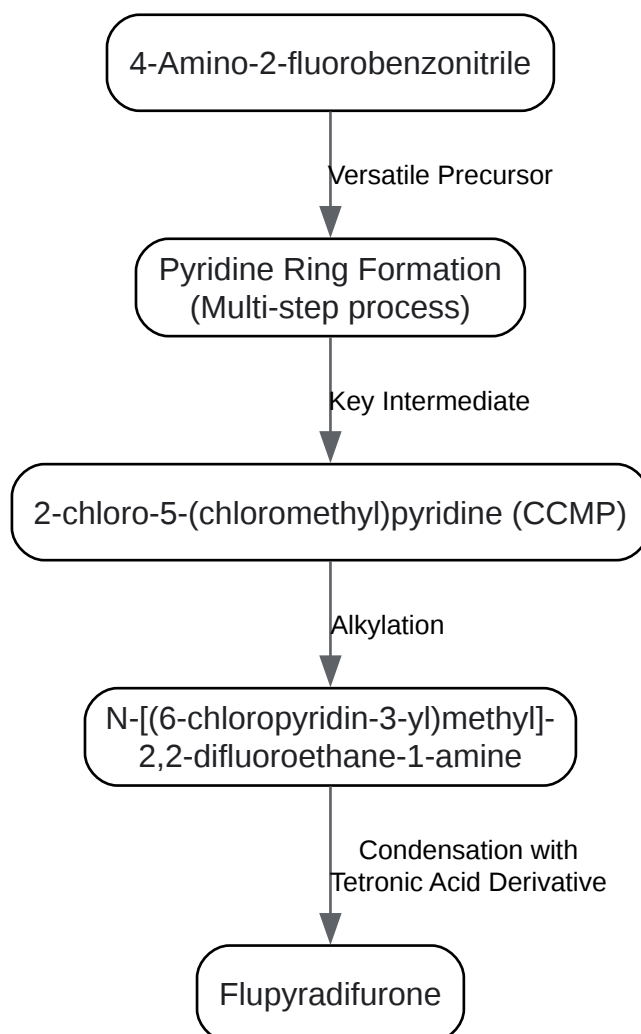 4-Amino-2-fluorobenzonitrile
Versatile Precursor
Pyridine Ring Formation
(Multi-step process)
Key Intermediate
2-chloro-5-(chloromethyl)pyridine (CCMP)
Alkylation
N-[(6-chloropyridin-3-yl)methyl]-
2,2-difluoroethane-1-amine
Condensation with
Tetronic Acid Derivative
Flupyradifurone